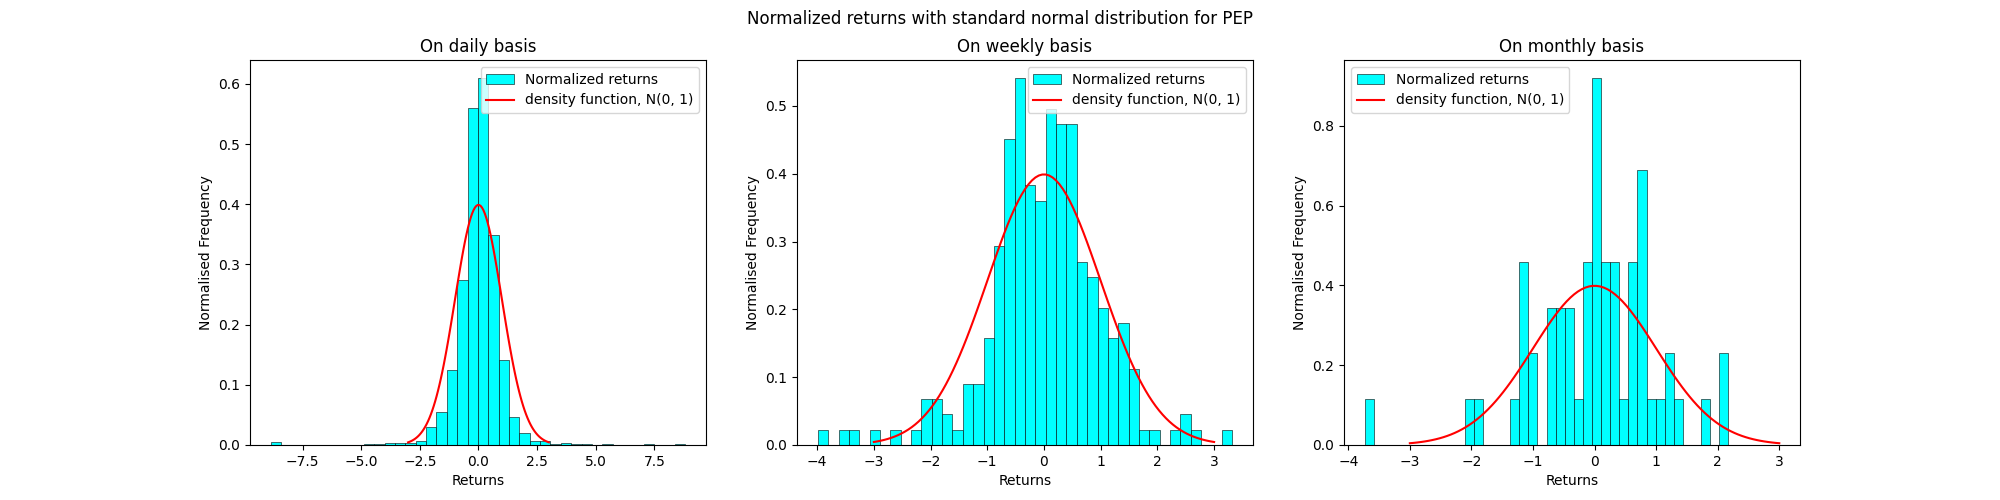 Normalized returns with standard normal distribution for PEP
On daily basis
Normalized returns
density function, N(0, 1)
Normalised Frequency
0.6
0.5
0.4
0.3
0.2
0.1
0.0
−7.5 −5.0 −2.5 0.0 2.5 5.0 7.5
Returns
On weekly basis
Normalized returns
density function, N(0, 1)
Normalised Frequency
0.5
0.4
0.3
0.2
0.1
0.0
−4 −3 −2 −1 0 1 2 3
Returns
On monthly basis
Normalized returns
density function, N(0, 1)
Normalised Frequency
0.8
0.6
0.4
0.2
0.0
−4 −3 −2 −1 0 1 2 3
Returns